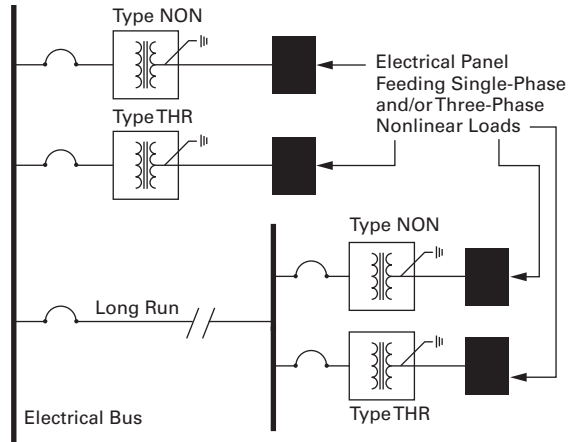 Type NON
Electrical Panel
Feeding Single-Phase
and/or Three-Phase
Nonlinear Loads
Type THR
Type NON
Long Run
Type THR
Electrical Bus